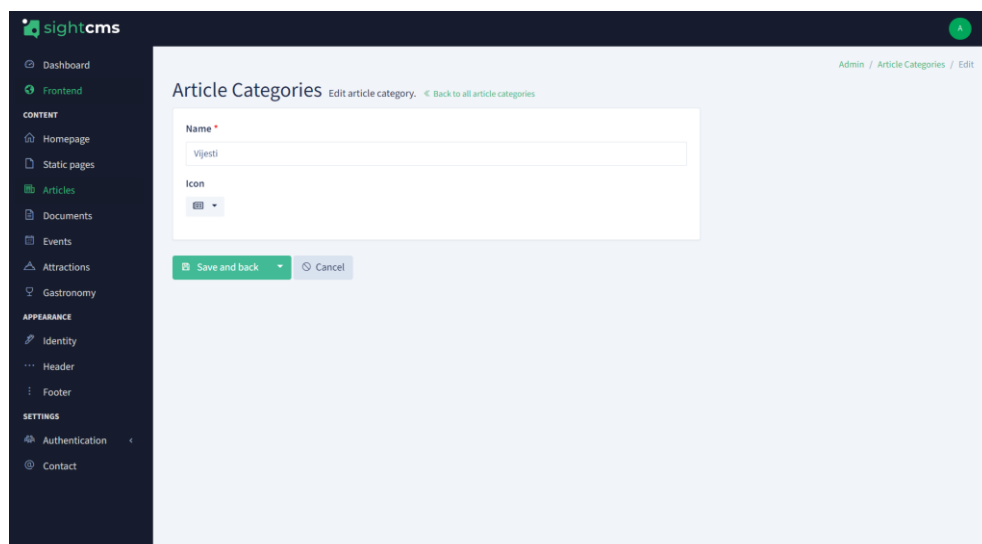 sightcms
A
Dashboard
Frontend
CONTENT
Homepage
Static pages
Articles
Documents
Events
Attractions
Gastronomy
APPEARANCE
Identity
Header
Footer
SETTINGS
Authentication
Contact
Admin / Article Categories / Edit
Article Categories Edit article category. « Back to all article categories
Name *
Vijesti
Icon
Save and back
Cancel